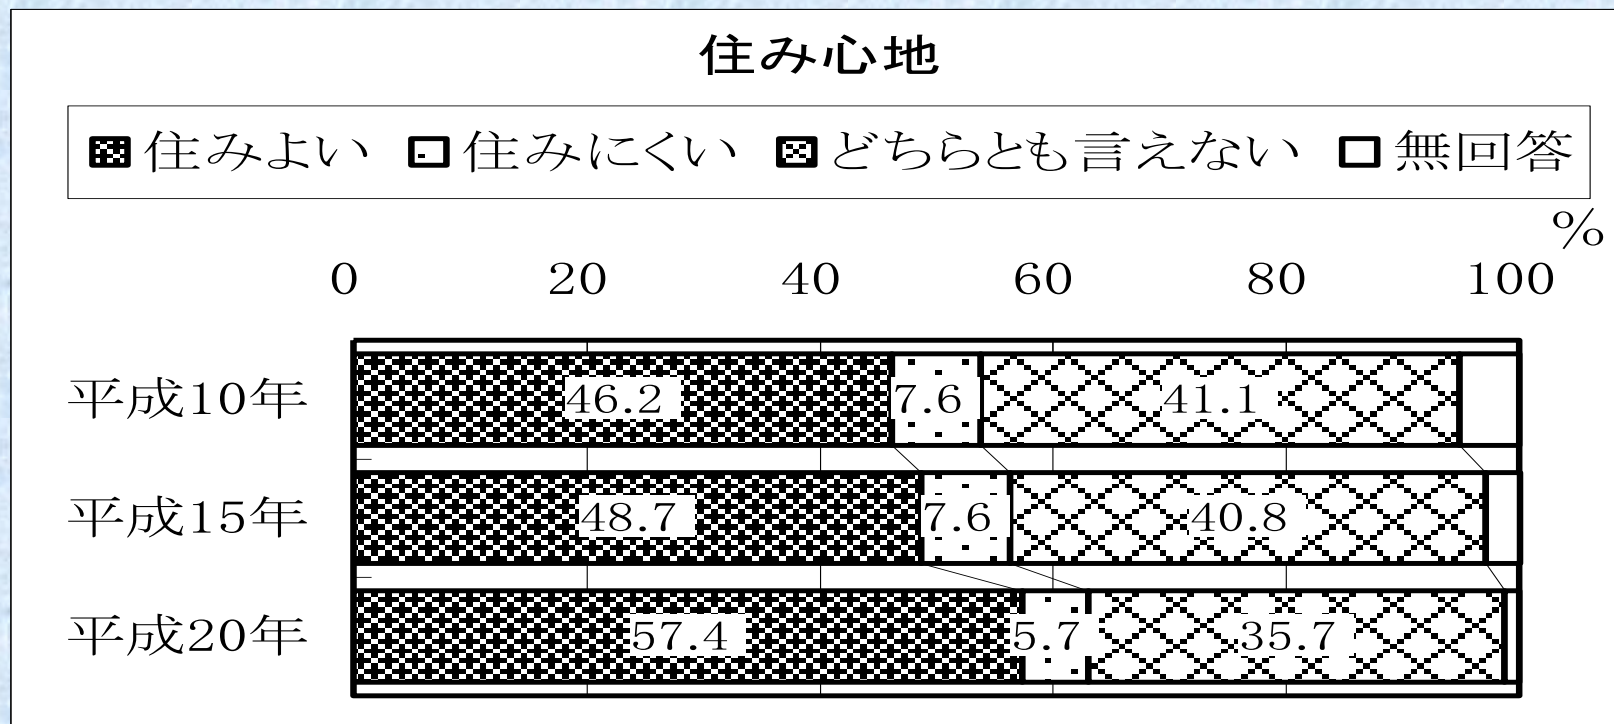 住み心地
住みよい 住みにくい どちらとも言えない 無回答
%
0 20 40 60 80 100
平成10年 46.2 7.6 41.1
平成15年 48.7 7.6 40.8
平成20年 57.4 5.7 35.7